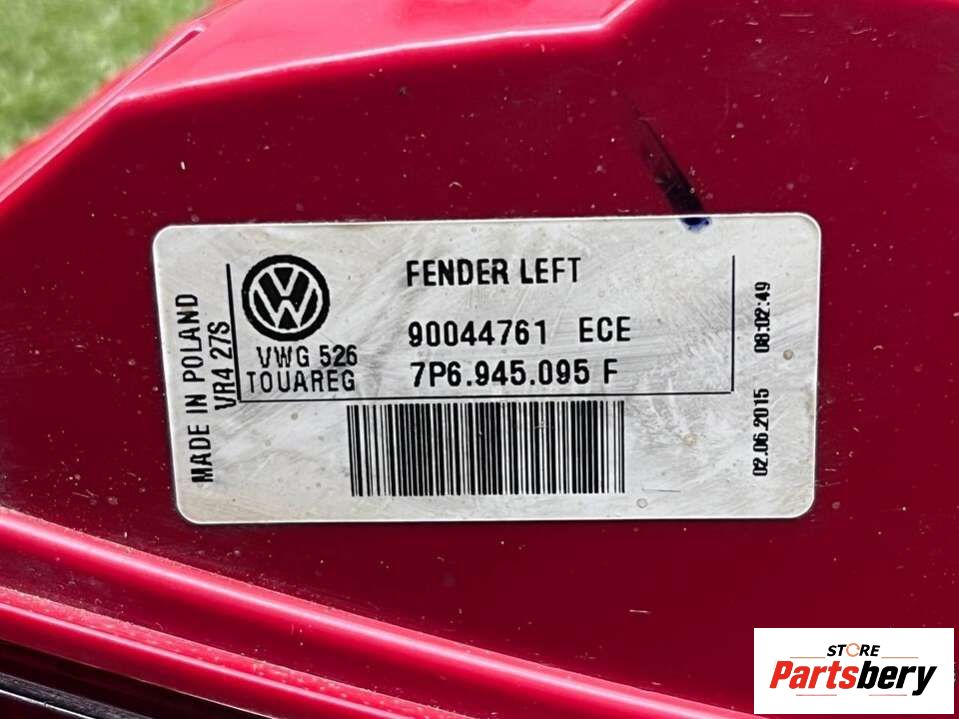 FENDER LEFT
90044761 ECE
7P6.945.095 F
VWG 526
TOUAREG
MADE IN POLAND
VR4 27S
02.06.2015 08:02:49
STORE
Partsbery